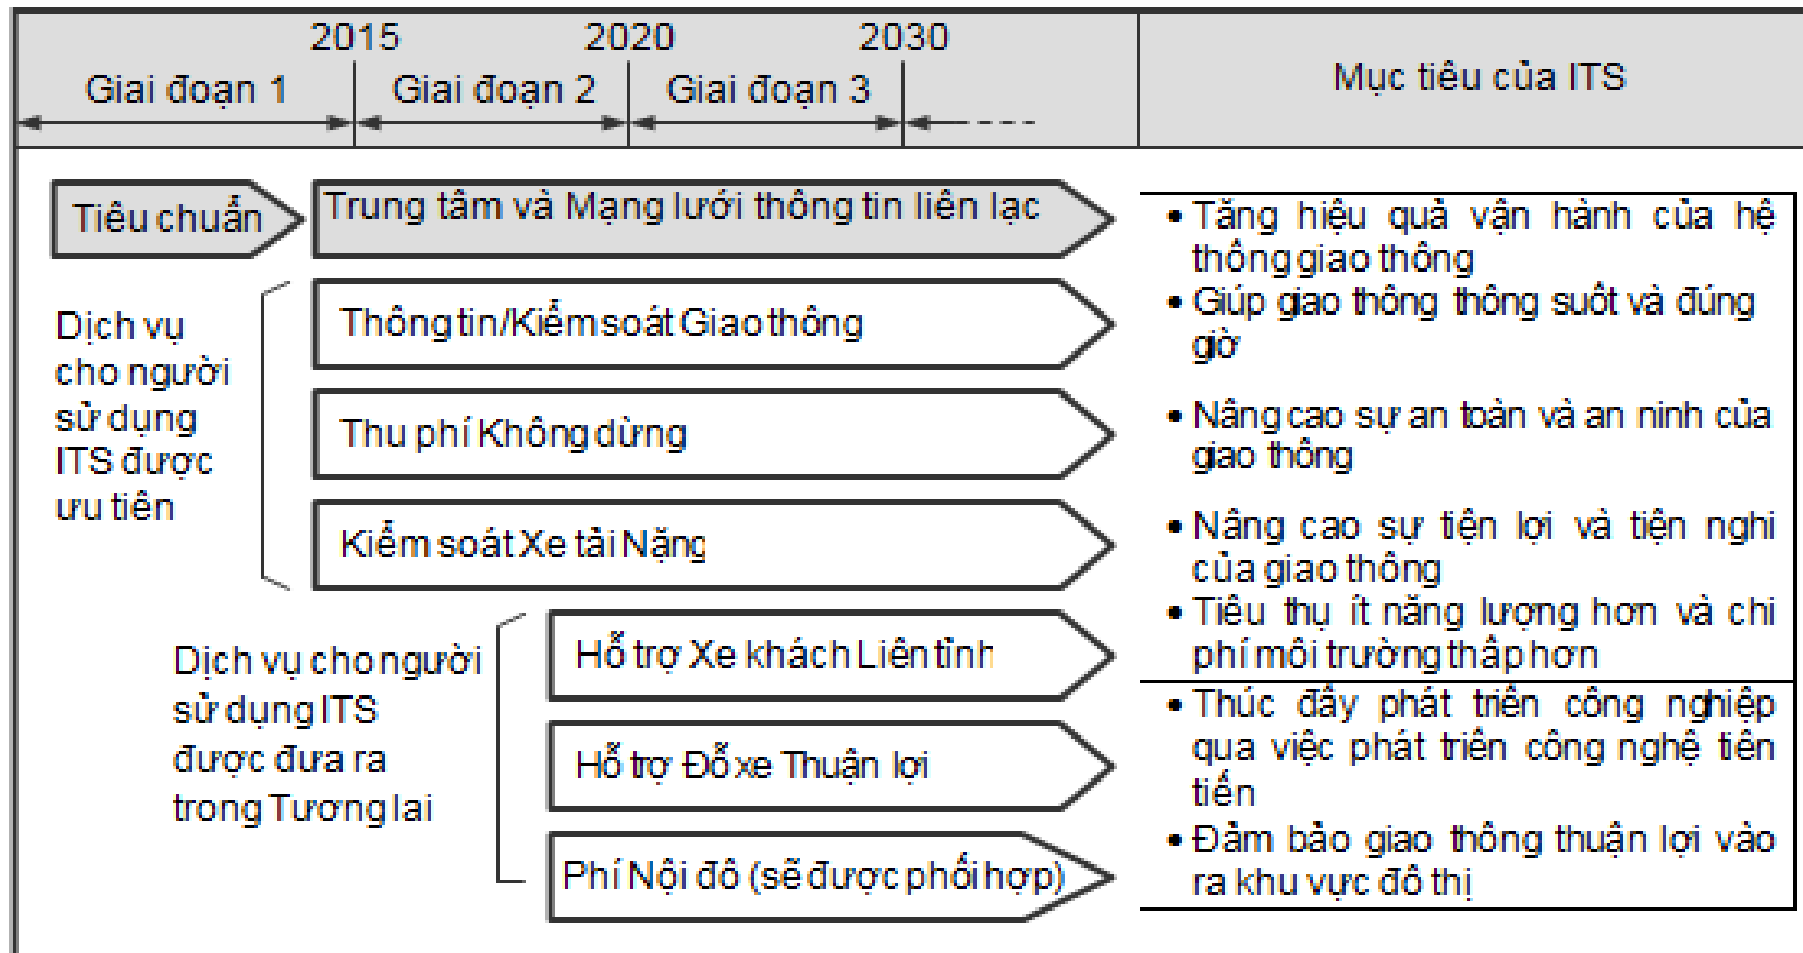 2015 2020 2030
Giai đoạn 1 Giai đoạn 2 Giai đoạn 3
Mục tiêu của ITS
Tiêu chuẩn
Trung tâm và Mạng lưới thông tin liên lạc
Dịch vụ
cho người
sử dụng
ITS được
ưu tiên
Thông tin/Kiểm soát Giao thông
Thu phí Không dừng
Kiểm soát Xe tải Nặng
Dịch vụ cho người
sử dụng ITS
được đưa ra
trong Tương lai
Hỗ trợ Xe khách Liên tỉnh
Hỗ trợ Đỗ xe Thuận lợi
Phí Nội đô (sẽ được phối hợp)
• Tăng hiệu quả vận hành của hệ
thống giao thông
• Giúp giao thông thông suốt và đúng
giờ
• Nâng cao sự an toàn và an ninh của
giao thông
• Nâng cao sự tiện lợi và tiện nghi
của giao thông
• Tiêu thụ ít năng lượng hơn và chi
phí môi trường thấp hơn
• Thúc đẩy phát triển công nghiệp
qua việc phát triển công nghệ tiên
tiến
• Đảm bảo giao thông thuận lợi vào
ra khu vực đô thị